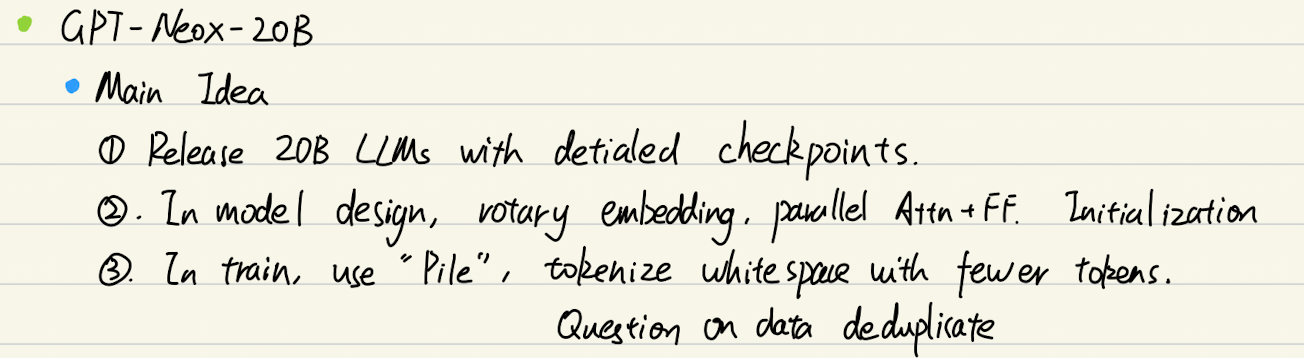 GPT-Neox-20B
Main Idea
① Release 20B LLMs with detialed checkpoints.
②. In model design, rotary embedding, parallel Attn+FF. Initialization
③. In train, use "Pile", tokenize whitespace with fewer tokens.
Question on data deduplicate